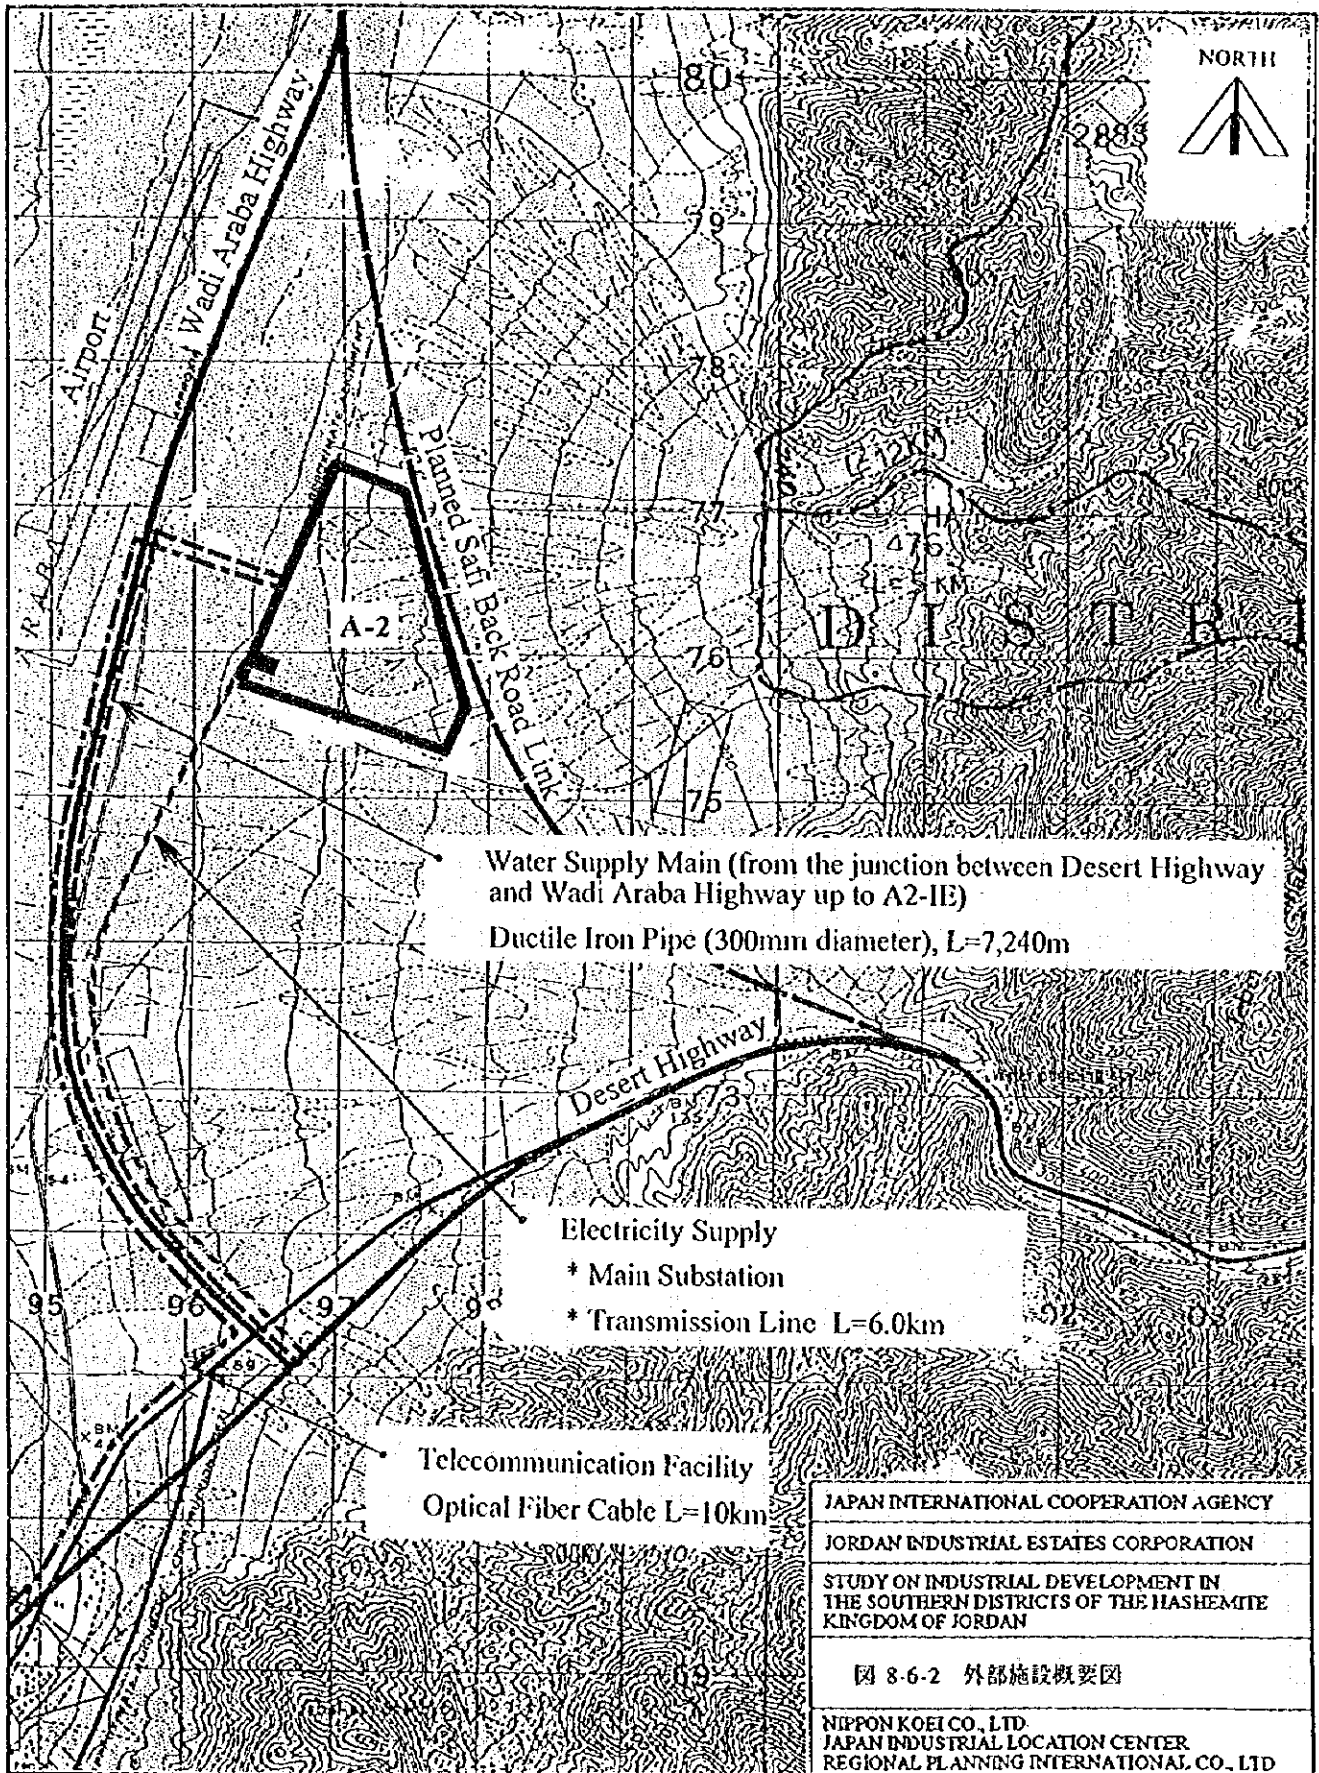 NORTH
80
2883
Wadi Araba Highway
79
Airport
78
Planned Safi Back Road Link
77
476
A-2
D I S T R I
76
75
Water Supply Main (from the junction between Desert Highway
and Wadi Araba Highway up to A2-IE)
Ductile Iron Pipe (300mm diameter), L=7,240m
Desert Highway
73
Electricity Supply
* Main Substation
* Transmission Line L=6.0km
95
96
97
Telecommunication Facility
Optical Fiber Cable L=10km
69
JAPAN INTERNATIONAL COOPERATION AGENCY
JORDAN INDUSTRIAL ESTATES CORPORATION
STUDY ON INDUSTRIAL DEVELOPMENT IN
THE SOUTHERN DISTRICTS OF THE HASHEMITE
KINGDOM OF JORDAN
図 8-6-2 外部施設概要図
NIPPON KOEI CO., LTD
JAPAN INDUSTRIAL LOCATION CENTER
REGIONAL PLANNING INTERNATIONAL CO., LTD